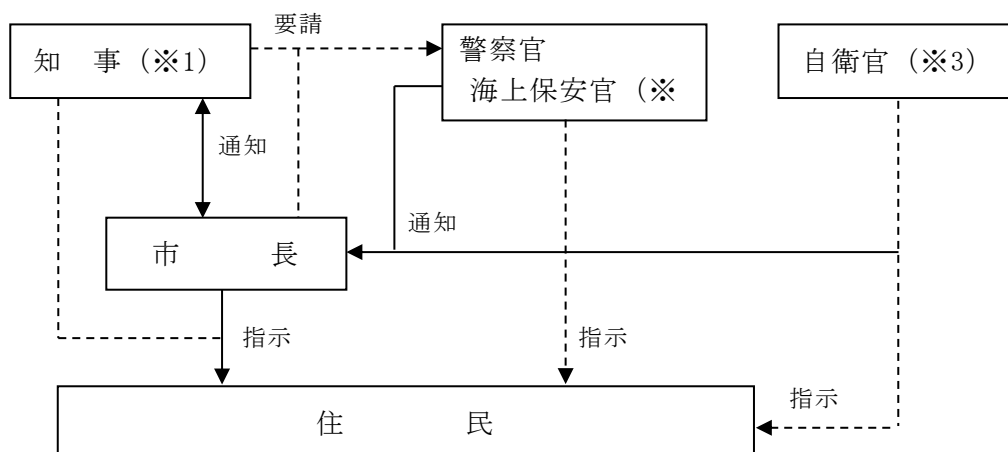 要請
知　事（※1）
警察官
海上保安官（※
自衛官（※3）
通知
通知
市　　　長
指示
指示
指示
住　　　　民